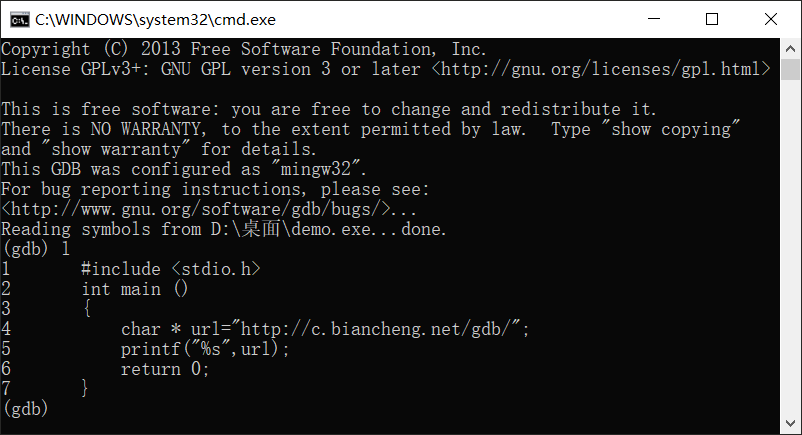 C:\WINDOWS\system32\cmd.exe
Copyright (C) 2013 Free Software Foundation, Inc.
License GPLv3+: GNU GPL version 3 or later <http://gnu.org/licenses/gpl.html>
This is free software: you are free to change and redistribute it.
There is NO WARRANTY, to the extent permitted by law.  Type "show copying"
and "show warranty" for details.
This GDB was configured as "mingw32".
For bug reporting instructions, please see:
<http://www.gnu.org/software/gdb/bugs/>...
Reading symbols from D:\桌面\demo.exe...done.
(gdb) l
1       #include <stdio.h>
2       int main ()
3       {
4           char * url="http://c.biancheng.net/gdb/";
5           printf("%s",url);
6           return 0;
7       }
(gdb)